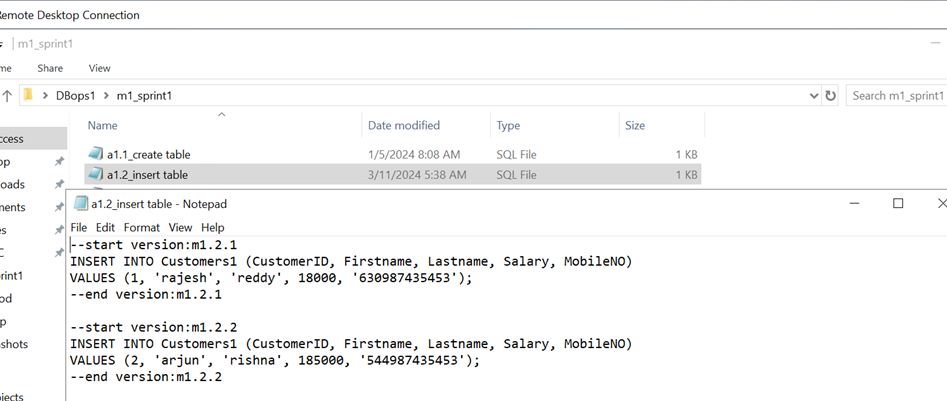 Remote Desktop Connection
m1_sprint1
me Share View
DBops1 m1_sprint1 Search m1_sprint1
Name Date modified Type Size
ccess
a1.1_create table 1/5/2024 8:08 AM SQL File 1 KB
op
a1.2_insert table 3/11/2024 5:38 AM SQL File 1 KB
oads
ments
a1.2_insert table - Notepad
es
File Edit Format View Help
--start version:m1.2.1
C
INSERT INTO Customers1 (CustomerID, Firstname, Lastname, Salary, MobileNO)
rint1
VALUES (1, 'rajesh', 'reddy', 18000, '630987435453');
od
--end version:m1.2.1
p
--start version:m1.2.2
shots
INSERT INTO Customers1 (CustomerID, Firstname, Lastname, Salary, MobileNO)
VALUES (2, 'arjun', 'rishna', 185000, '544987435453');
--end version:m1.2.2
bjects